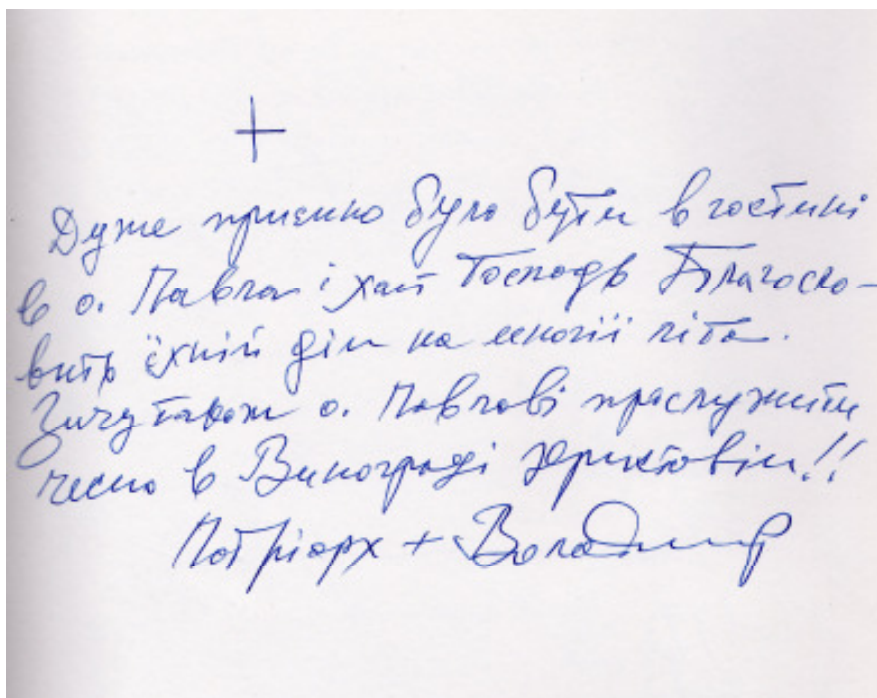 +
Дуже приємно було бути в гостині
в о. Павла і хай Господь Благосло-
вить їхній дім на многії літа.
Зичу також о. Павлові прослужити
чесно в Винограді Христовім!!
Патріарх + Володимир